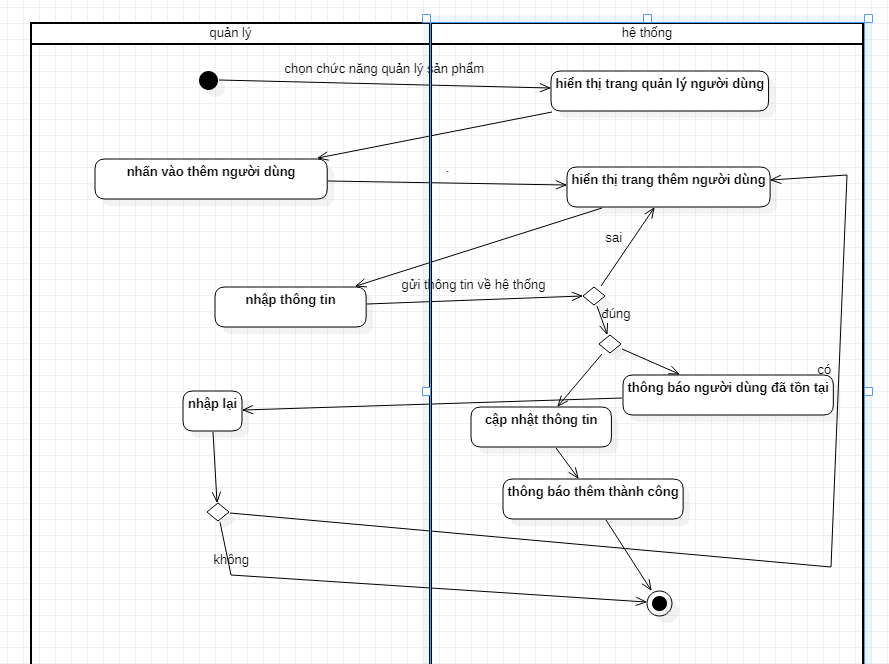 quản lý
hệ thống
chọn chức năng quản lý sản phẩm
hiển thị trang quản lý người dùng
nhấn vào thêm người dùng
hiển thị trang thêm người dùng
sai
gửi thông tin về hệ thống
nhập thông tin
đúng
có
thông báo người dùng đã tồn tại
nhập lại
cập nhật thông tin
thông báo thêm thành công
không